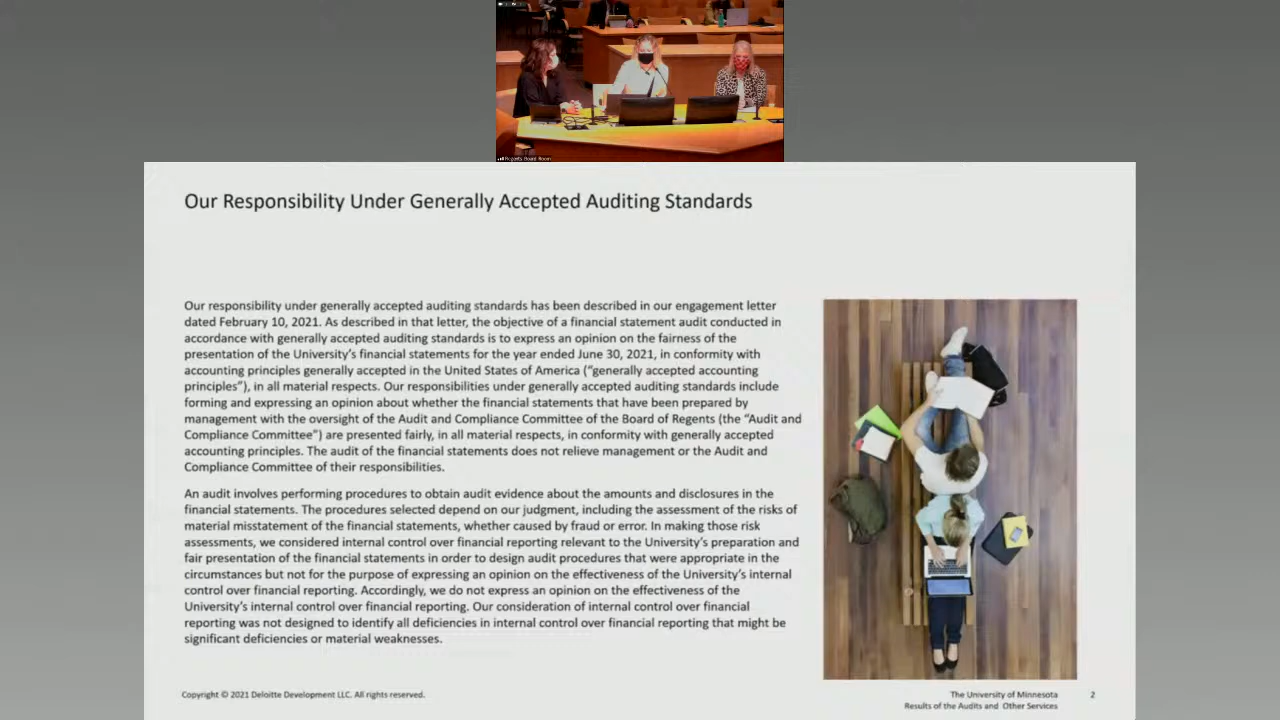 Regents Board Room
Our Responsibility Under Generally Accepted Auditing Standards
Our responsibility under generally accepted auditing standards has been described in our engagement letter
dated February 10, 2021. As described in that letter, the objective of a financial statement audit conducted in
accordance with generally accepted auditing standards is to express an opinion on the fairness of the
presentation of the University's financial statements for the year ended June 30, 2021, in conformity with
accounting principles generally accepted in the United States of America ("generally accepted accounting
principles"), in all material respects. Our responsibilities under generally accepted auditing standards include
forming and expressing an opinion about whether the financial statements that have been prepared by
management with the oversight of the Audit and Compliance Committee of the Board of Regents (the "Audit and
Compliance Committee") are presented fairly, in all material respects, in conformity with generally accepted
accounting principles. The audit of the financial statements does not relieve management or the Audit and
Compliance Committee of their responsibilities.
An audit involves performing procedures to obtain audit evidence about the amounts and disclosures in the
financial statements. The procedures selected depend on our judgment, including the assessment of the risks of
material misstatement of the financial statements, whether caused by fraud or error. In making those risk
assessments, we considered internal control over financial reporting relevant to the University's preparation and
fair presentation of the financial statements in order to design audit procedures that were appropriate in the
circumstances but not for the purpose of expressing an opinion on the effectiveness of the University's internal
control over financial reporting. Accordingly, we do not express an opinion on the effectiveness of the
University's internal control over financial reporting. Our consideration of internal control over financial
reporting was not designed to identify all deficiencies in internal control over financial reporting that might be
significant deficiencies or material weaknesses.
Copyright © 2021 Deloitte Development LLC. All rights reserved.
The University of Minnesota
Results of the Audits and Other Services
2